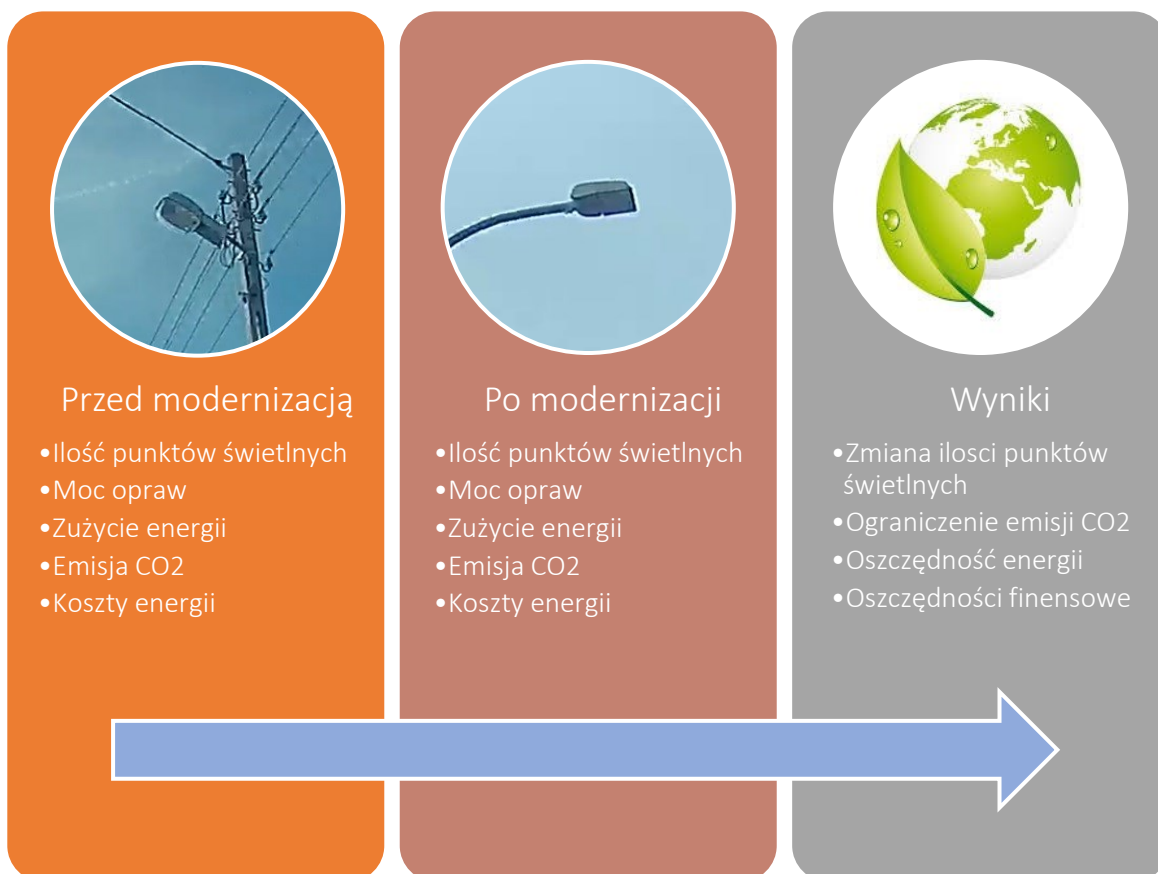 Przed modernizacją
•Ilość punktów świetlnych
•Moc opraw
•Zużycie energii
•Emisja CO2
•Koszty energii
Po modernizacji
•Ilość punktów świetlnych
•Moc opraw
•Zużycie energii
•Emisja CO2
•Koszty energii
Wyniki
•Zmiana ilosci punktów
świetlnych
•Ograniczenie emisji CO2
•Oszczędność energii
•Oszczędności finensowe